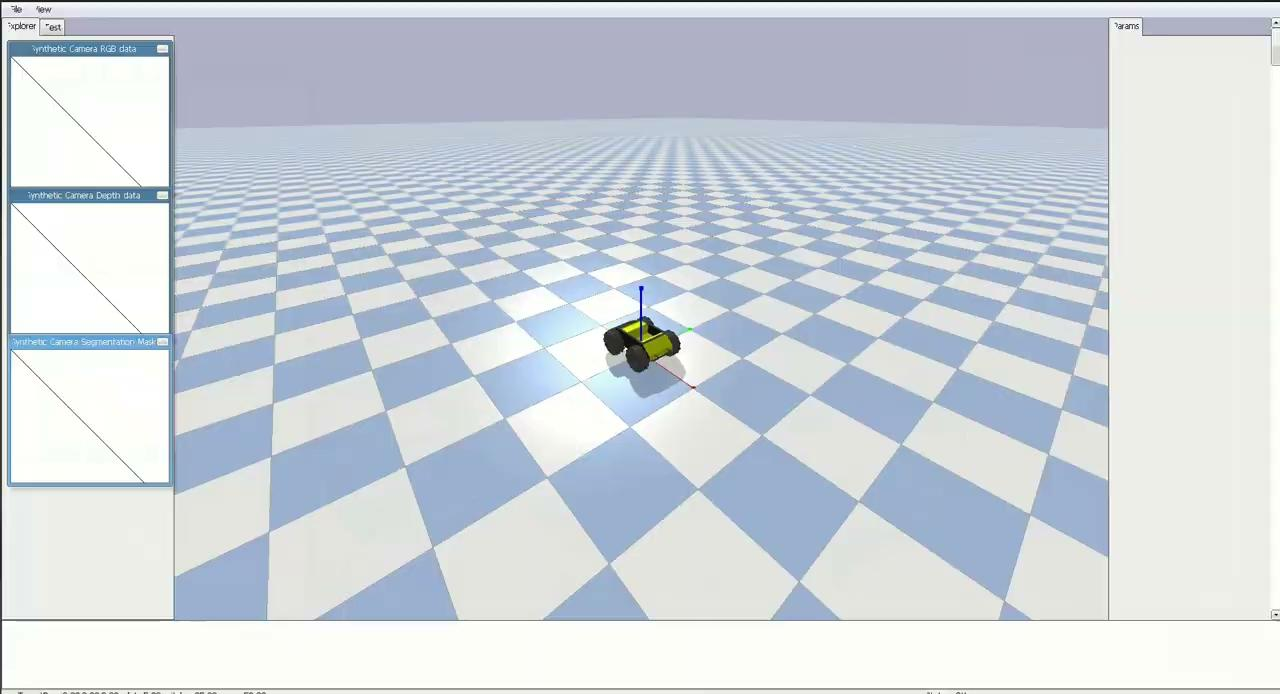 File View
Explorer Test
Synthetic Camera RGB data
Synthetic Camera Depth data
Synthetic Camera Segmentation Mask
Params